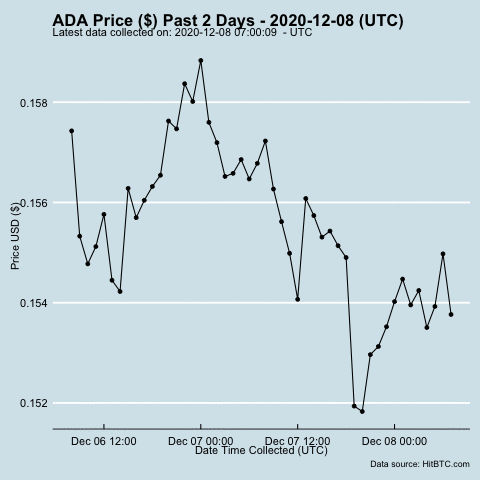 ADA Price ($) Past 2 Days - 2020-12-08 (UTC)
Latest data collected on: 2020-12-08 07:00:09 - UTC
0.158
0.156
0.154
0.152
Price USD ($)
Dec 06 12:00 Dec 07 00:00 Dec 07 12:00 Dec 08 00:00
Date Time Collected (UTC)
Data source: HitBTC.com